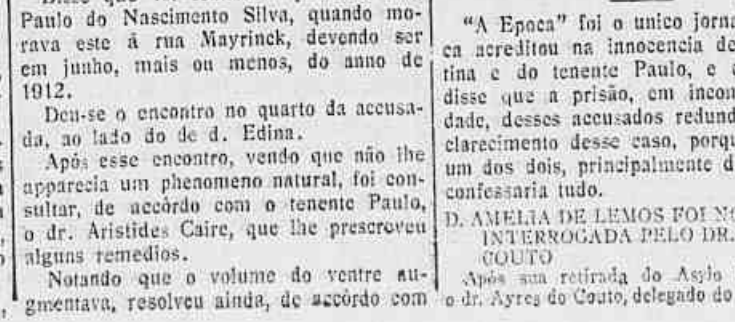 Paulo do Nascimento Silva, quando mo-
rava este á rua Mayrinck, devendo ser
em junho, mais ou menos, do anno de
1912.
Deu-se o encontro no quarto da accusa-
da, ao lado do de d. Edina.
Após esse encontro, vendo que não lhe
apparecia um phenomeno natural, foi con-
sultar, de accôrdo com o tenente Paulo,
o dr. Aristides Caire, que lhe prescreveu
alguns remedios.
Notando que o volume do ventre au-
gmentava, resolveu ainda, de accôrdo com
"A Epoca" foi o unico jorna
ca acreditou na innocencia de
tina e do tenente Paulo, e
disse que a prisão, em incom
dade, desses accusados redund
clarecimento desse caso, porqu
um dos dois, principalmente d
confessaria tudo.
D. AMELIA DE LEMOS FOI NO
INTERROGADA PELO DR.
COUTO
Após sua retirada do Asylo
o dr. Ayres do Couto, delegado do